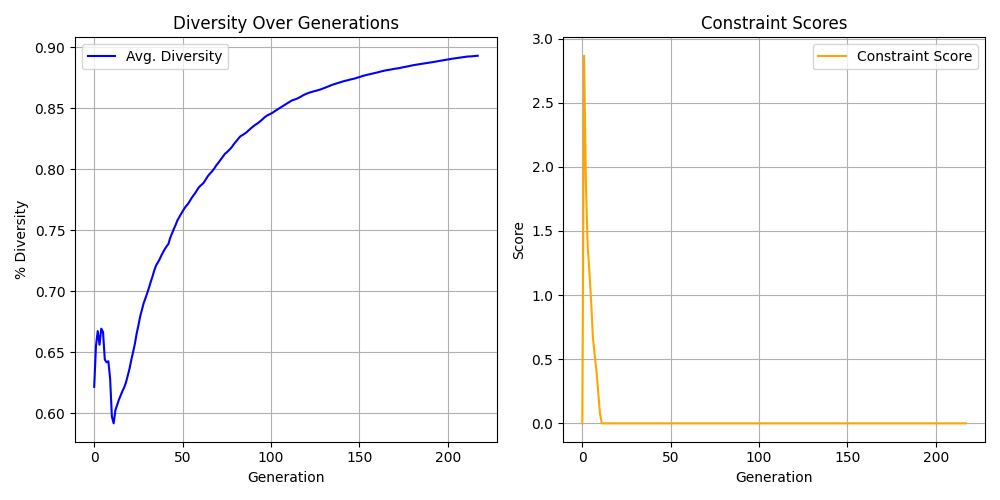 Diversity Over Generations
Avg. Diversity
% Diversity
0.90
0.85
0.80
0.75
0.70
0.65
0.60
0 50 100 150 200
Generation
Constraint Scores
Constraint Score
Score
3.0
2.5
2.0
1.5
1.0
0.5
0.0
0 50 100 150 200
Generation